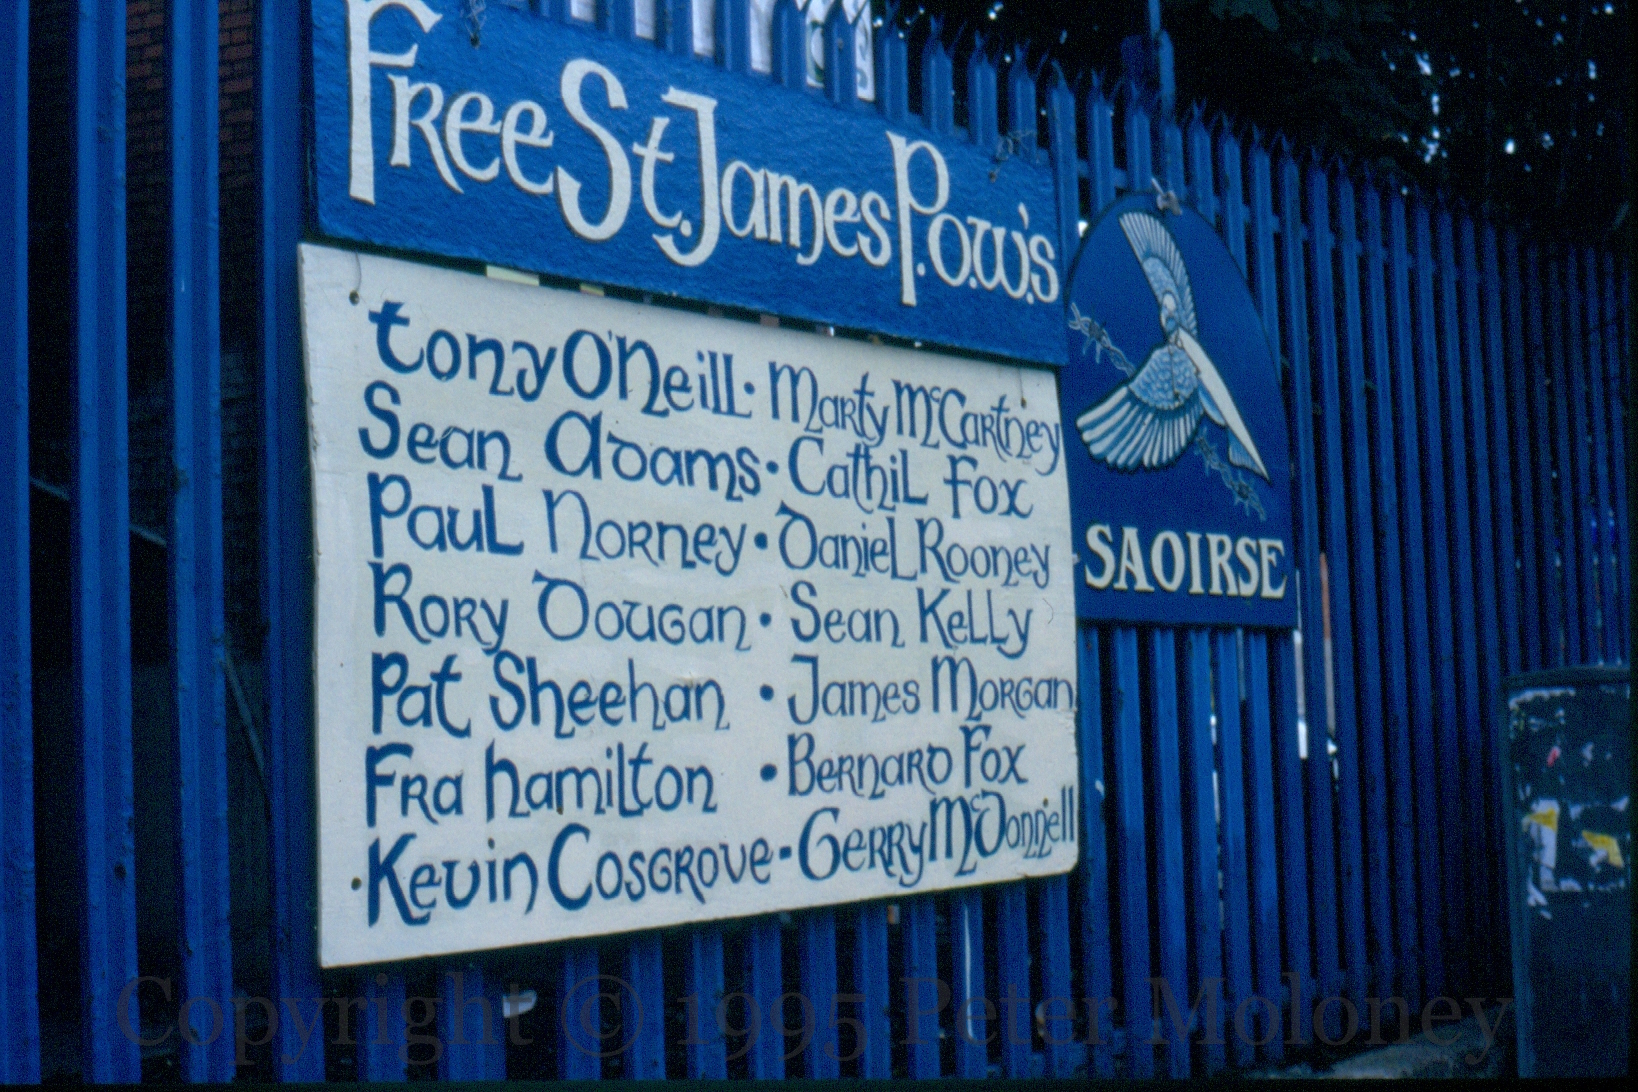 Free St. James P.O.W.'s
Tony O'Neill · Marty McCartney
Sean Adams · Cathil Fox
Paul Norney · Daniel Rooney
Rory Dougan · Sean Kelly
Pat Sheehan · James Morgan
Fra Hamilton · Bernard Fox
Kevin Cosgrove · Gerry McDonnell
SAOIRSE
Copyright © 1995 Peter Moloney